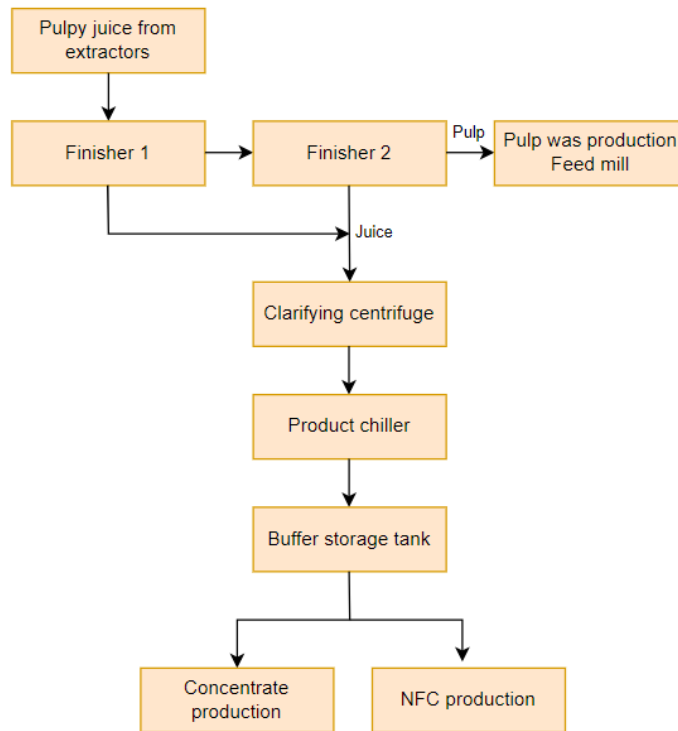 Pulpy juice from
extractors
Finisher 1
Finisher 2
Pulp
Pulp was production
Feed mill
Juice
Clarifying centrifuge
Product chiller
Buffer storage tank
Concentrate
production
NFC production